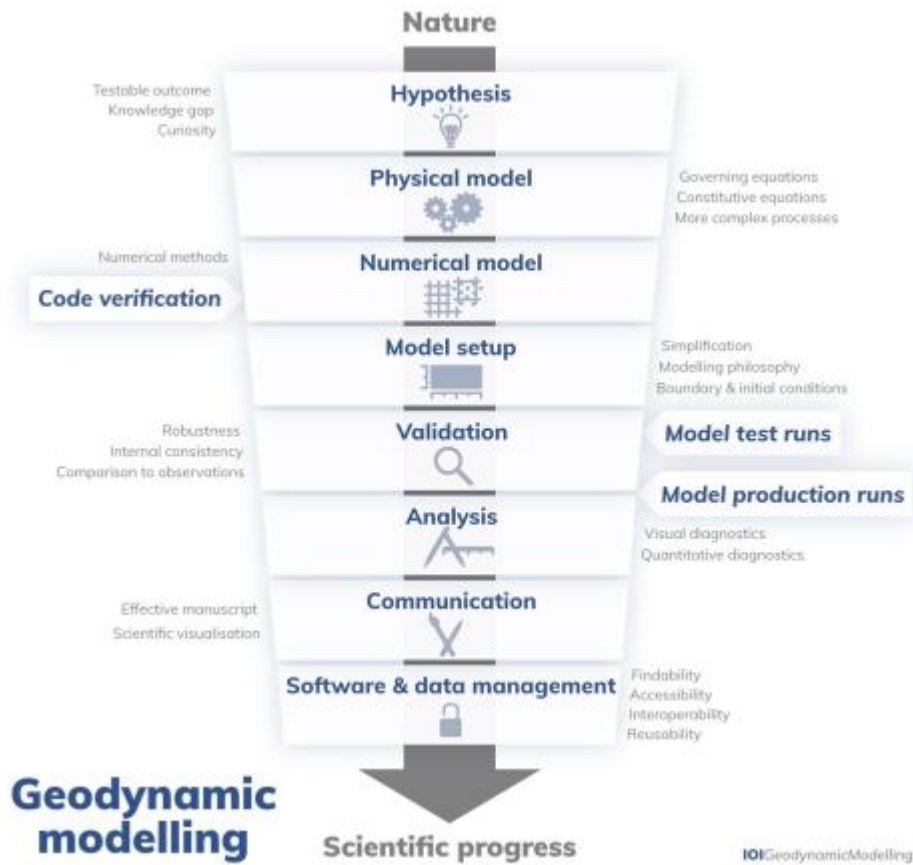 Nature
Hypothesis
Testable outcome
Knowledge gap
Curiosity
Physical model
Governing equations
Constitutive equations
More complex processes
Numerical methods
Numerical model
Code verification
Model setup
Simplification
Modelling philosophy
Boundary & initial conditions
Robustness
Internal consistency
Comparison to observations
Validation
Model test runs
Model production runs
Analysis
Visual diagnostics
Quantitative diagnostics
Communication
Effective manuscript
Scientific visualisation
Software & data management
Findability
Accessibility
Interoperability
Reusability
Geodynamic
modelling
Scientific progress
IOIGeodynamicModelling